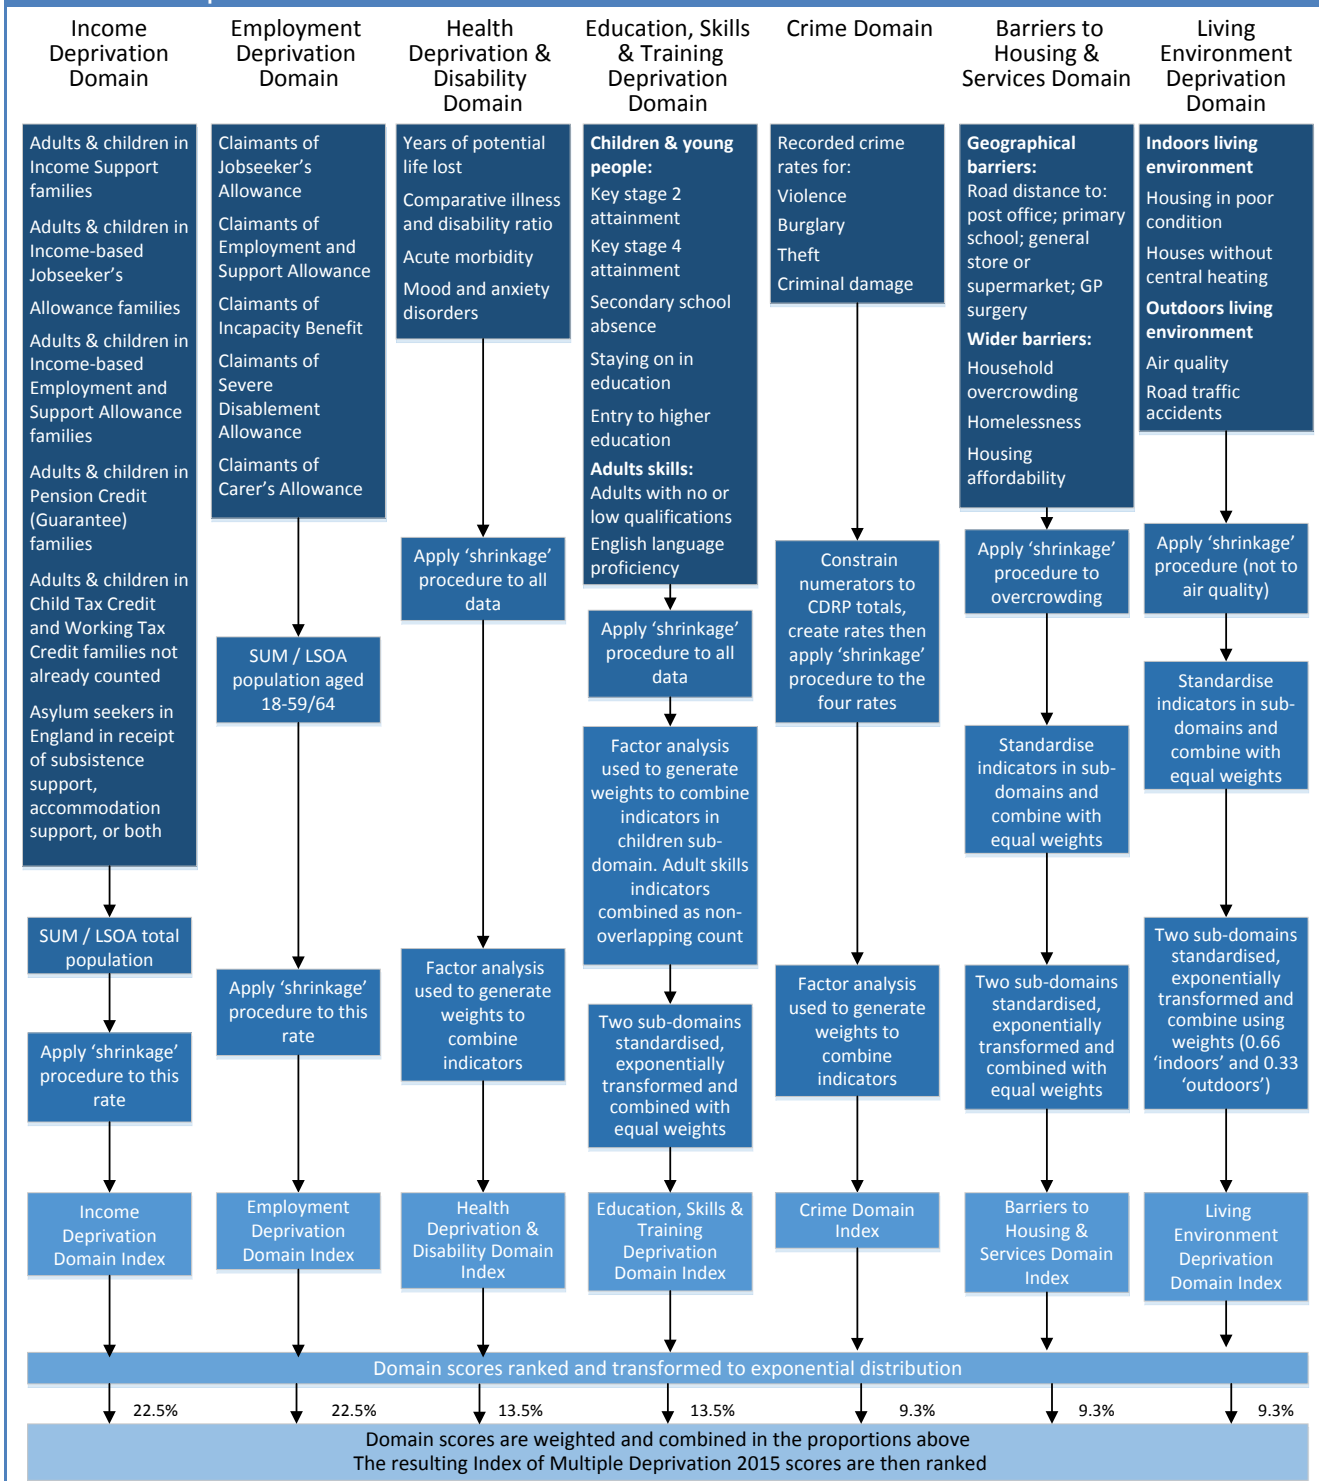 Income
Deprivation
Domain
Employment
Deprivation
Domain
Health
Deprivation &
Disability
Domain
Education, Skills
& Training
Deprivation
Domain
Crime Domain
Barriers to
Housing &
Services Domain
Living
Environment
Deprivation
Domain
Adults & children in
Income Support
families
Adults & children in
Income-based
Jobseeker's
Allowance families
Adults & children in
Income-based
Employment and
Support Allowance
families
Adults & children in
Pension Credit
(Guarantee)
families
Adults & children in
Child Tax Credit
and Working Tax
Credit families not
already counted
Asylum seekers in
England in receipt
of subsistence
support,
accommodation
support, or both
Claimants of
Jobseeker's
Allowance
Claimants of
Employment and
Support Allowance
Claimants of
Incapacity Benefit
Claimants of
Severe
Disablement
Allowance
Claimants of
Carer's Allowance
Years of potential
life lost
Comparative illness
and disability ratio
Acute morbidity
Mood and anxiety
disorders
Children & young
people:
Key stage 2
attainment
Key stage 4
attainment
Secondary school
absence
Staying on in
education
Entry to higher
education
Adults skills:
Adults with no or
low qualifications
English language
proficiency
Recorded crime
rates for:
Violence
Burglary
Theft
Criminal damage
Geographical
barriers:
Road distance to:
post office; primary
school; general
store or
supermarket; GP
surgery
Wider barriers:
Household
overcrowding
Homelessness
Housing
affordability
Indoors living
environment
Housing in poor
condition
Houses without
central heating
Outdoors living
environment
Air quality
Road traffic
accidents
SUM / LSOA total
population
Apply 'shrinkage'
procedure to this
rate
SUM / LSOA
population aged
18-59/64
Apply 'shrinkage'
procedure to this
rate
Apply 'shrinkage'
procedure to all
data
Factor analysis
used to generate
weights to
combine
indicators
Apply 'shrinkage'
procedure to all
data
Factor analysis
used to generate
weights to combine
indicators in
children sub-
domain. Adult skills
indicators
combined as non-
overlapping count
Two sub-domains
standardised,
exponentially
transformed and
combined with
equal weights
Constrain
numerators to
CDRP totals,
create rates then
apply 'shrinkage'
procedure to the
four rates
Factor analysis
used to generate
weights to
combine
indicators
Apply 'shrinkage'
procedure to
overcrowding
Standardise
indicators in sub-
domains and
combine with
equal weights
Two sub-domains
standardised,
exponentially
transformed and
combined with
equal weights
Apply 'shrinkage'
procedure (not to
air quality)
Standardise
indicators in sub-
domains and
combine with
equal weights
Two sub-domains
standardised,
exponentially
transformed and
combine using
weights (0.66
'indoors' and 0.33
'outdoors')
Income
Deprivation
Domain Index
Employment
Deprivation
Domain Index
Health
Deprivation &
Disability Domain
Index
Education, Skills &
Training
Deprivation
Domain Index
Crime Domain
Index
Barriers to
Housing &
Services Domain
Index
Living
Environment
Deprivation
Domain Index
Domain scores ranked and transformed to exponential distribution
22.5% 22.5% 13.5% 13.5% 9.3% 9.3% 9.3%
Domain scores are weighted and combined in the proportions above
The resulting Index of Multiple Deprivation 2015 scores are then ranked